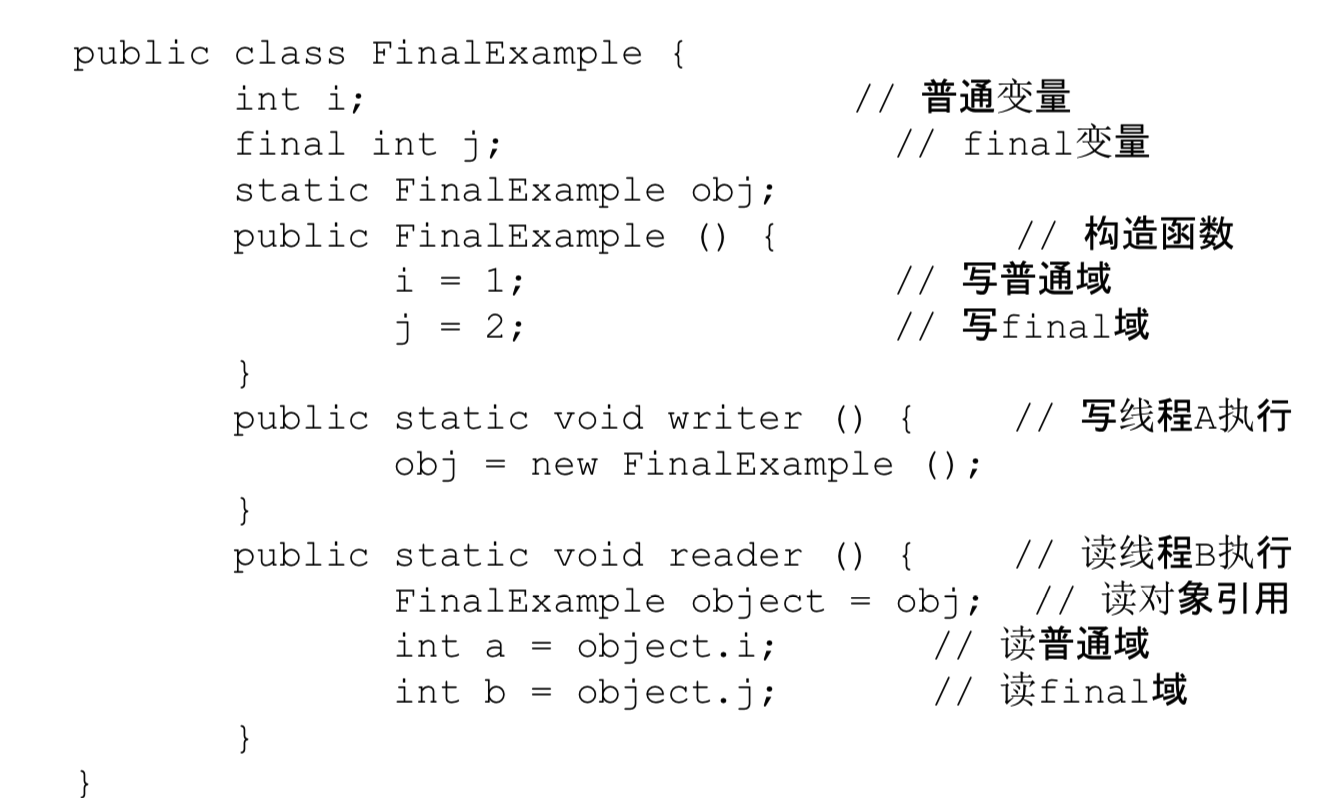 public class FinalExample {
int i; // 普通变量
final int j; // final变量
static FinalExample obj;
public FinalExample () { // 构造函数
i = 1; // 写普通域
j = 2; // 写final域
}
public static void writer () { // 写线程A执行
obj = new FinalExample ();
}
public static void reader () { // 读线程B执行
FinalExample object = obj; // 读对象引用
int a = object.i; // 读普通域
int b = object.j; // 读final域
}
}